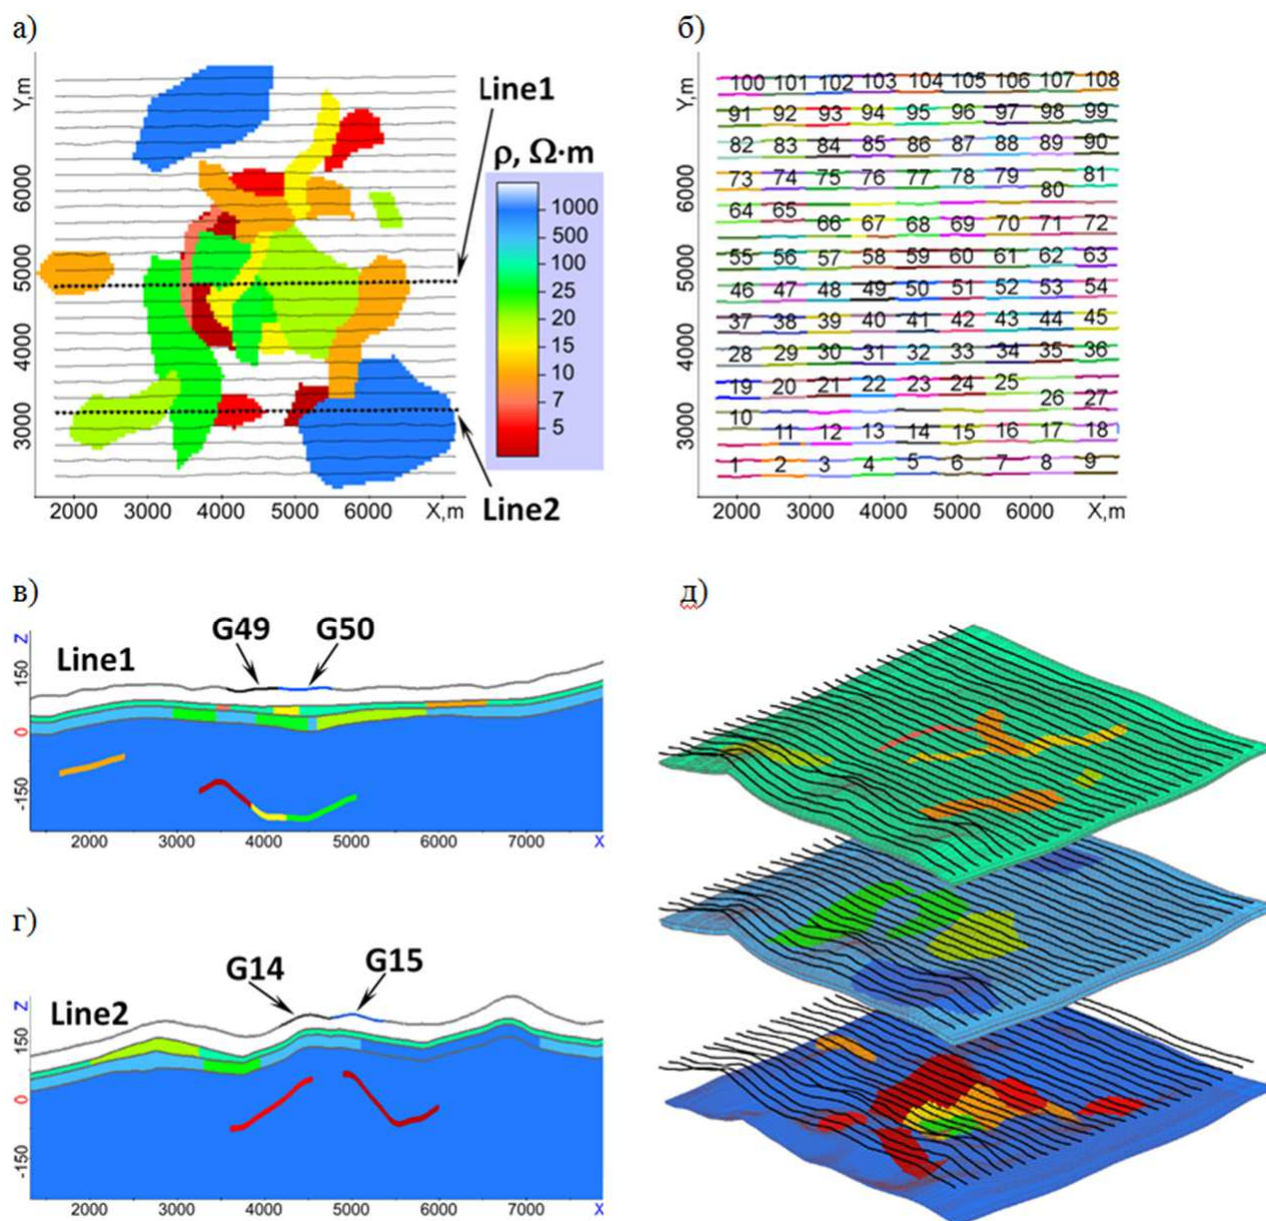 а)
Y,m
6000
5000
4000
3000
2000 3000 4000 5000 6000 X,m
Line1
ρ, Ω·m
1000
500
100
25
20
15
10
7
5
Line2
б)
Y,m
6000
5000
4000
3000
100 101 102 103 104 105 106 107 108
91 92 93 94 95 96 97 98 99
82 83 84 85 86 87 88 89 90
73 74 75 76 77 78 79 80 81
64 65 66 67 68 69 70 71 72
55 56 57 58 59 60 61 62 63
46 47 48 49 50 51 52 53 54
37 38 39 40 41 42 43 44 45
28 29 30 31 32 33 34 35 36
19 20 21 22 23 24 25 26 27
10 11 12 13 14 15 16 17 18
1 2 3 4 5 6 7 8 9
2000 3000 4000 5000 6000 X,m
в)
Z
150
0
-150
Line1
G49 G50
2000 3000 4000 5000 6000 7000 X
г)
Z
150
0
-150
Line2
G14 G15
2000 3000 4000 5000 6000 7000 X
д)